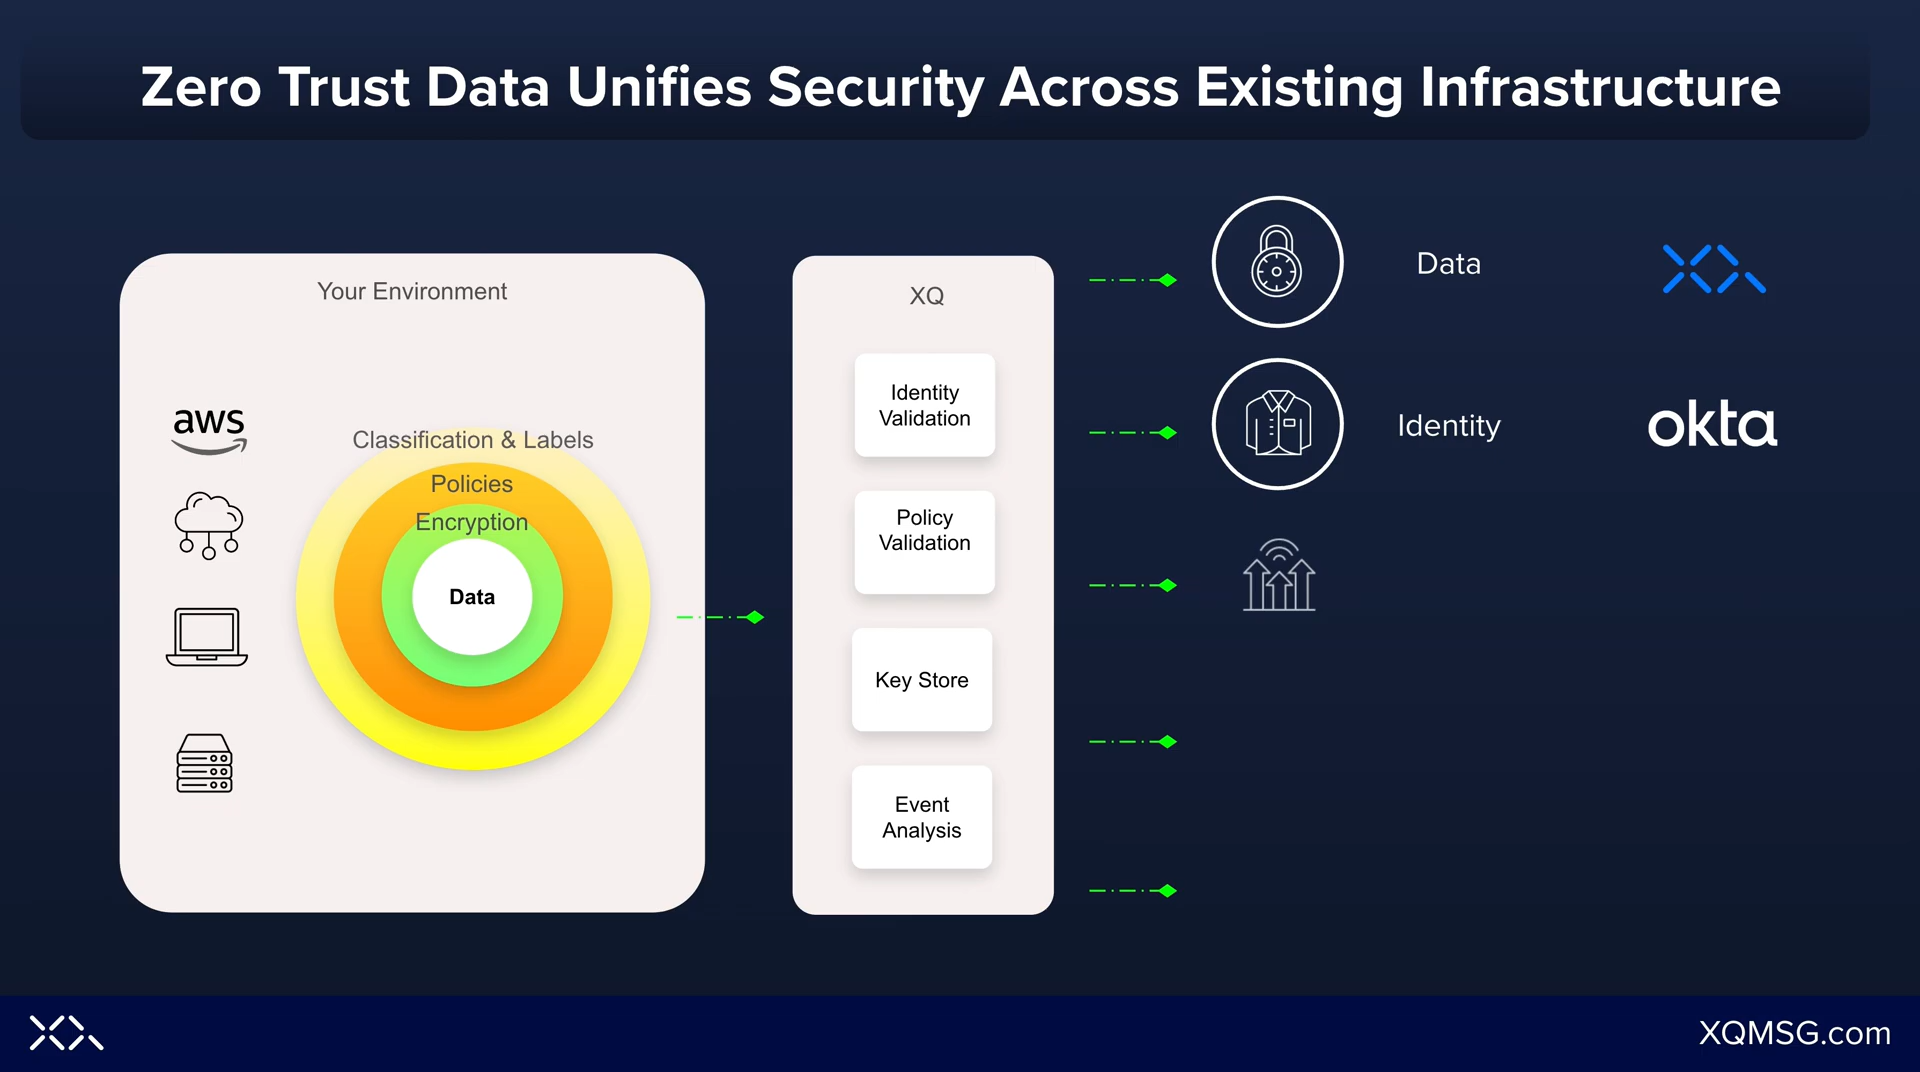 Zero Trust Data Unifies Security Across Existing Infrastructure
Your Environment
aws
Classification & Labels
Policies
Encryption
Data
XQ
Identity
Validation
Policy
Validation
Key Store
Event
Analysis
Data
Identity
okta
XQMSG.com